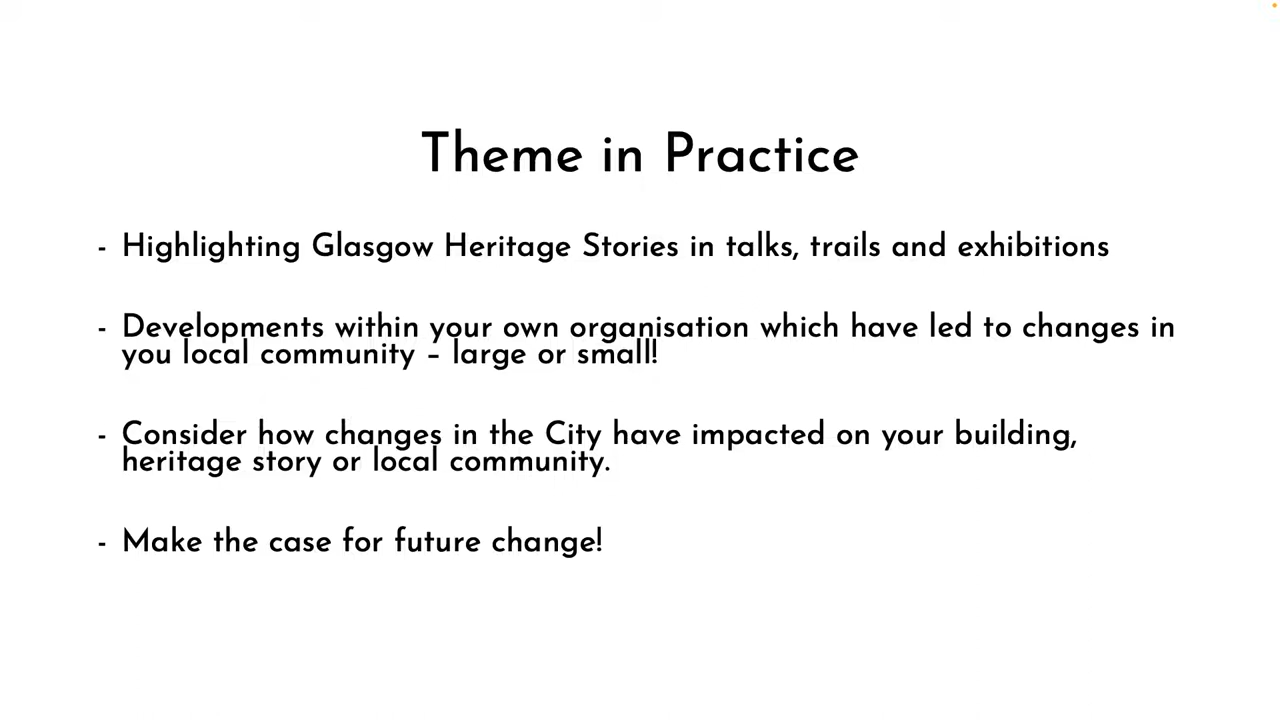 Theme in Practice
- Highlighting Glasgow Heritage Stories in talks, trails and exhibitions
- Developments within your own organisation which have led to changes in
you local community – large or small!
- Consider how changes in the City have impacted on your building,
heritage story or local community.
- Make the case for future change!